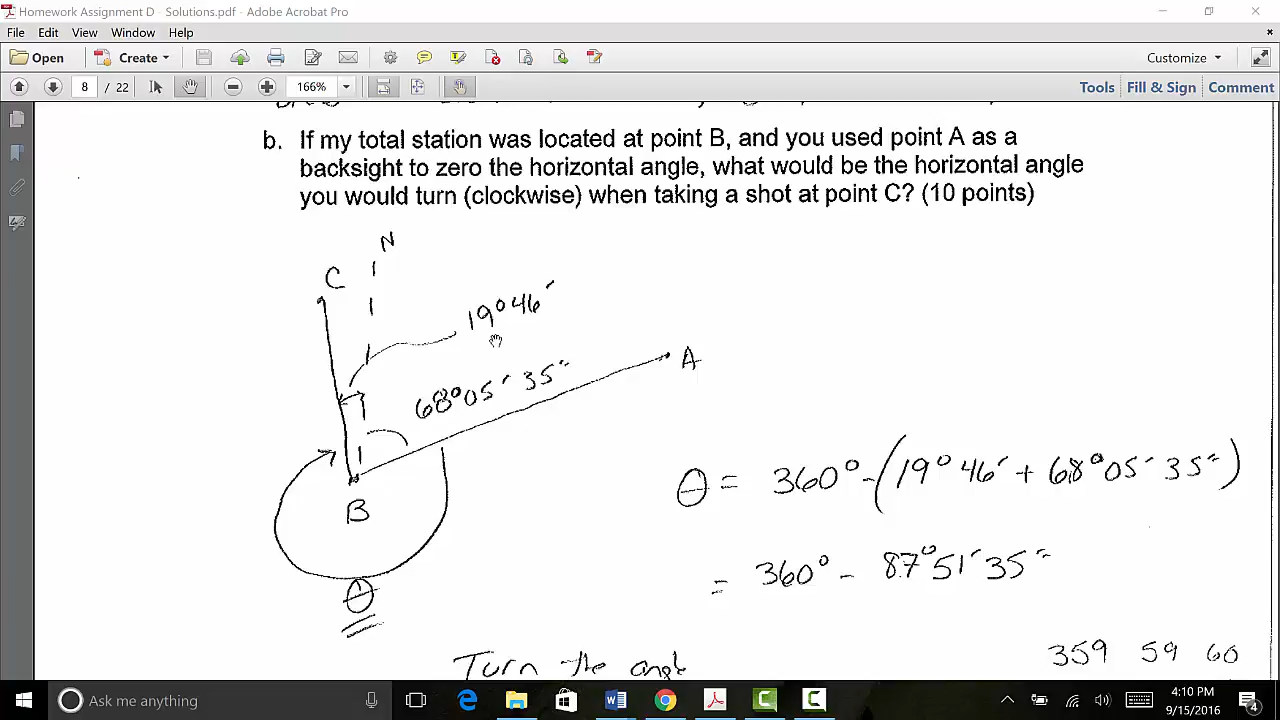 Homework Assignment D - Solutions.pdf - Adobe Acrobat Pro
File Edit View Window Help
Open Create Customize
8 / 22 166% Tools Fill & Sign Comment
b. If my total station was located at point B, and you used point A as a
backsight to zero the horizontal angle, what would be the horizontal angle
you would turn (clockwise) when taking a shot at point C? (10 points)
N
C
19°46′
A
68°05′35″
θ = 360° - (19°46′ + 68°05′35″)
B
= 360° - 87°51′35″
θ
359 59 60
Turn the angle
Ask me anything
4:10 PM
9/15/2016
4